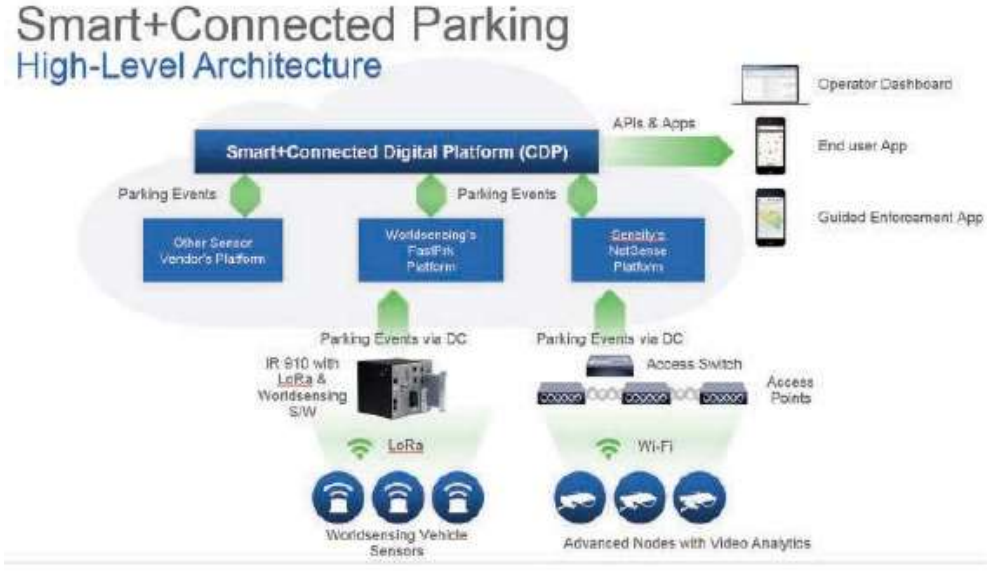 Smart+Connected Parking
High-Level Architecture
Operator Dashboard
APIs & Apps
Smart+Connected Digital Platform (CDP)
End user App
Parking Events
Parking Events
Guided Enforcement App
Other Sensor
Vendor's Platform
Worldsensing's
FastPrk
Platform
Sensity's
NetSense
Platform
Parking Events via DC
Parking Events via DC
IR 910 with
LoRa &
Worldsensing
S/W
Access Switch
Access
Points
LoRa
Wi-Fi
Worldsensing Vehicle
Sensors
Advanced Nodes with Video Analytics